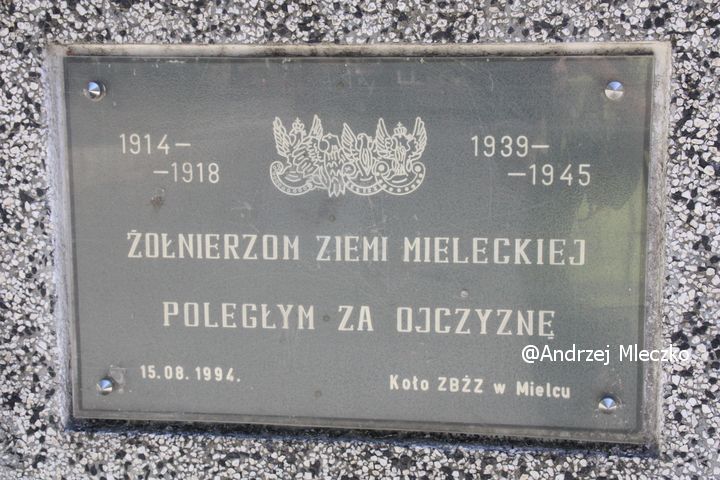 1914–
–1918
1939–
–1945
ŻOŁNIERZOM ZIEMI MIELECKIEJ
POLEGŁYM ZA OJCZYZNĘ
@Andrzej Mleczko
15.08.1994.
Koło ZBŻZ w Mielcu